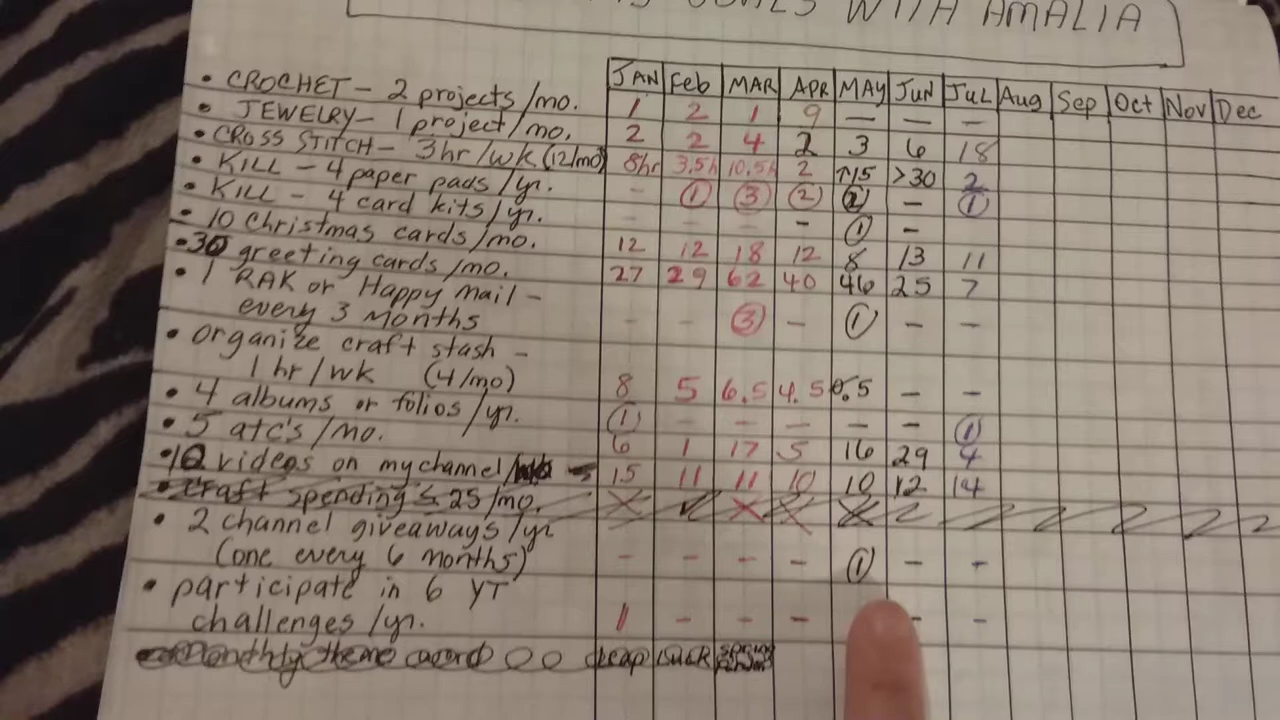 GOALS WITH AMALIA
JAN Feb MAR APR MAY Jun Jul Aug Sep Oct Nov Dec
• CROCHET - 2 projects/mo. 1 2 1 9 — — —
• JEWELRY - 1 project/mo. 2 2 4 2 3 6 18
• CROSS STITCH - 3hr/wk (12/mo) 8hr 3.5h 10.5h 2 ↑15 >30 2
• KILL - 4 paper pads/yr. - ① ③ ② ② - ①
• KILL - 4 card kits/yr. - - - - ① -
• 10 Christmas cards/mo. 12 12 18 12 8 13 11
• 30 greeting cards/mo. 27 29 62 40 46 25 7
• 1 RAK or Happy Mail -
every 3 Months - - ③ - ① - -
• organize craft stash -
1 hr/wk (4/mo) 8 5 6.5 4.5 .5 - -
• 4 albums or folios/yr. ① - - - - - ①
• 5 atc's/mo. 6 1 17 5 16 29 4
• 10 videos on my channel/ 15 11 11 10 10 12 14
• craft spending ≤ 25/mo. X ✓ X X X
• 2 channel giveaways/yr
(one every 6 months) - - - - ① - -
• participate in 6 YT
challenges/yr. 1 - - - - -
Monthly theme